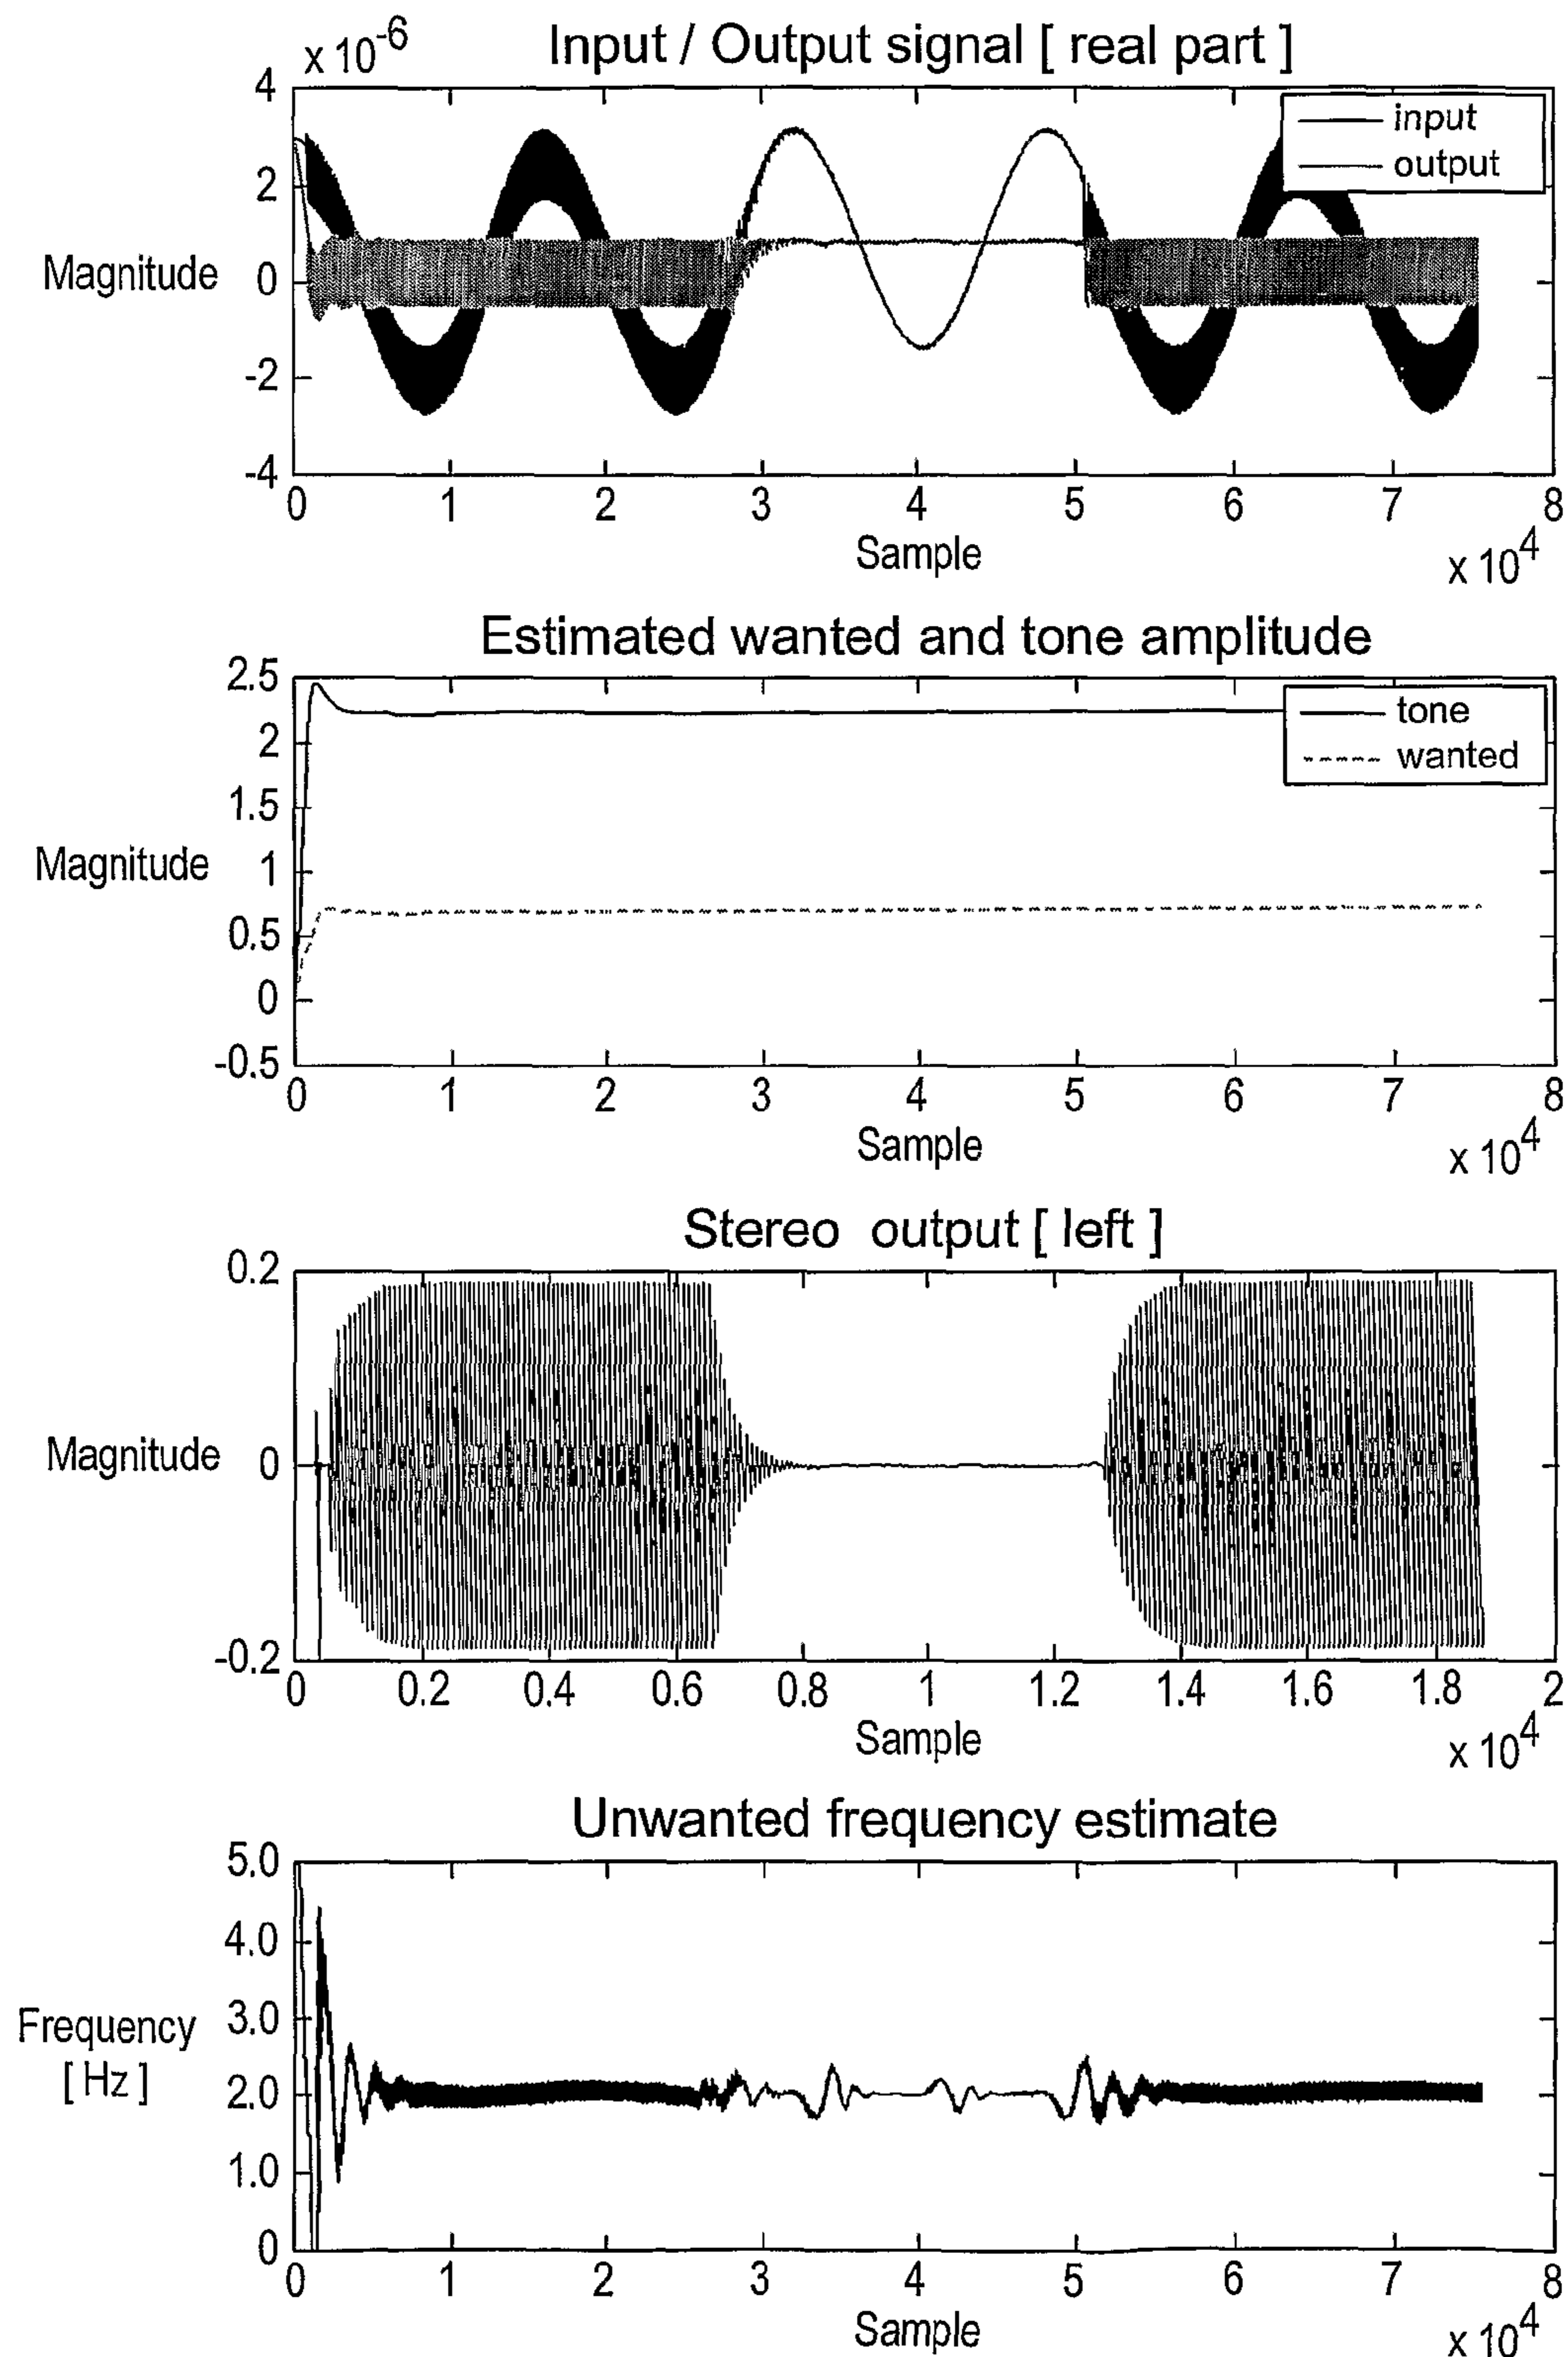 x 10^-6
Input / Output signal [ real part ]
4
2
0
-2
-4
Magnitude
input
output
0 1 2 3 4 5 6 7 8
Sample
x 10^4
Estimated wanted and tone amplitude
2.5
2
1.5
1
0.5
0
-0.5
Magnitude
tone
wanted
0 1 2 3 4 5 6 7 8
Sample
x 10^4
Stereo output [ left ]
0.2
0
-0.2
Magnitude
0 0.2 0.4 0.6 0.8 1 1.2 1.4 1.6 1.8 2
Sample
x 10^4
Unwanted frequency estimate
5.0
4.0
3.0
2.0
1.0
0
Frequency
[ Hz ]
0 1 2 3 4 5 6 7 8
Sample
x 10^4